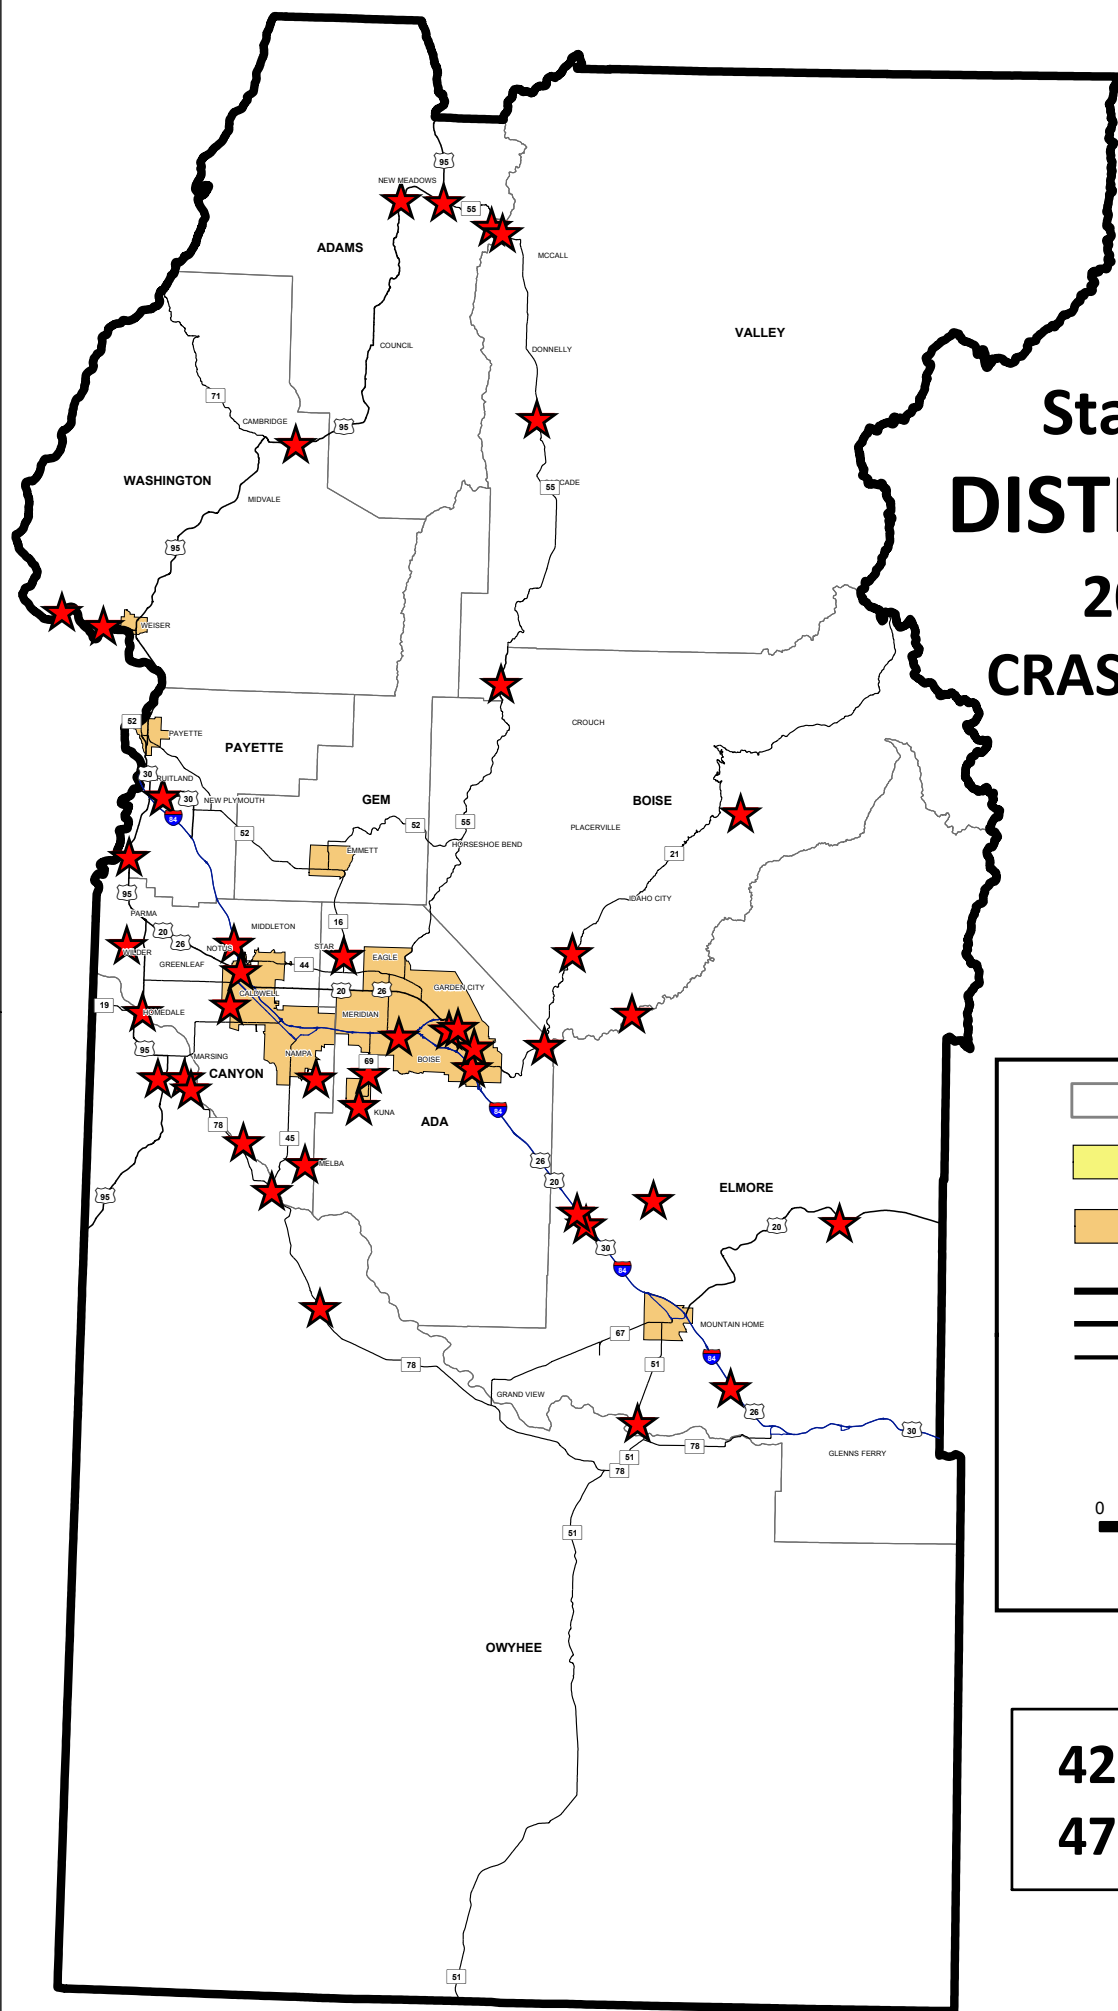 95
NEW MEADOWS
55
ADAMS
MCCALL
VALLEY
COUNCIL
DONNELLY
71
Sta
CAMBRIDGE
95
WASHINGTON
55
CADE
MIDVALE
DISTI
95
2
WEISER
CRAS
52
PAYETTE
CROUCH
PAYETTE
30
RUITLAND
30
NEW PLYMOUTH
GEM
BOISE
84
52
52
55
PLACERVILLE
HORSESHOE BEND
EMMETT
21
95
IDAHO CITY
PARMA
16
MIDDLETON
20
26
WILDER
NOTUS
STAR
EAGLE
GREENLEAF
44
CALDWELL
20
26
GARDEN CITY
19
HOMEDALE
MERIDIAN
95
MARSING
NAMPA
BOISE
69
CANYON
KUNA
84
78
ADA
45
MELBA
26
20
95
ELMORE
20
30
84
MOUNTAIN HOME
67
78
51
84
GRAND VIEW
26
30
78
51
GLENNS FERRY
78
0
51
OWYHEE
42
47
51